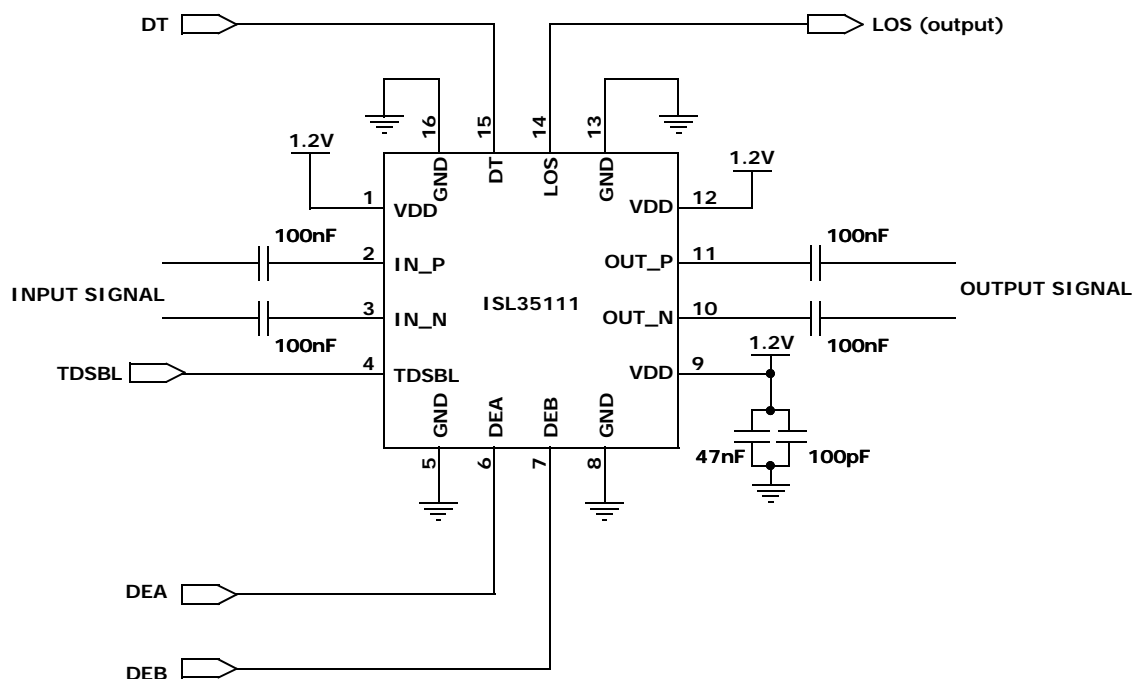 DT
LOS (output)
16
15
14
13
1.2V
GND
DT
LOS
GND
1.2V
1
VDD
VDD
12
100nF
2
IN_P
OUT_P
11
100nF
INPUT SIGNAL
ISL35111
OUTPUT SIGNAL
3
IN_N
OUT_N
10
100nF
100nF
1.2V
TDSBL
4
TDSBL
VDD
9
GND
DEA
DEB
GND
47nF
100pF
5
6
7
8
DEA
DEB